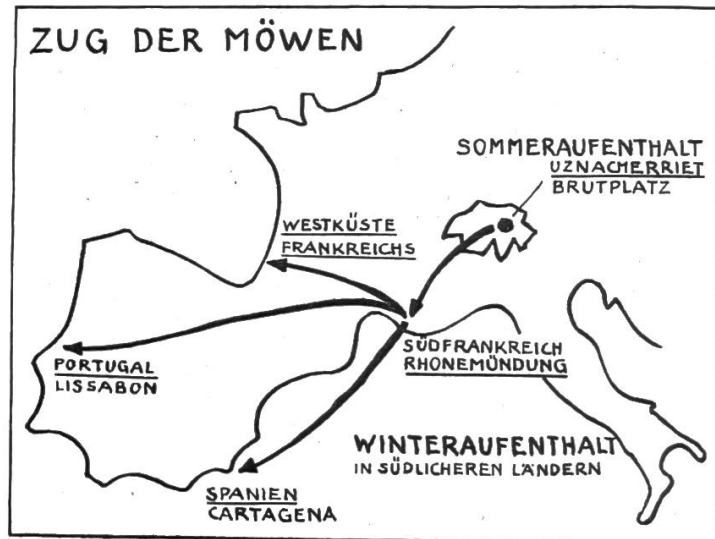 ZUG DER MÖWEN
SOMMERAUFENTHALT
UZNACHERRIET
BRUTPLATZ
WESTKÜSTE
FRANKREICHS
SÜDFRANKREICH
RHONEMÜNDUNG
PORTUGAL
LISSABON
WINTERAUFENTHALT
IN SÜDLICHEREN LÄNDERN
SPANIEN
CARTAGENA